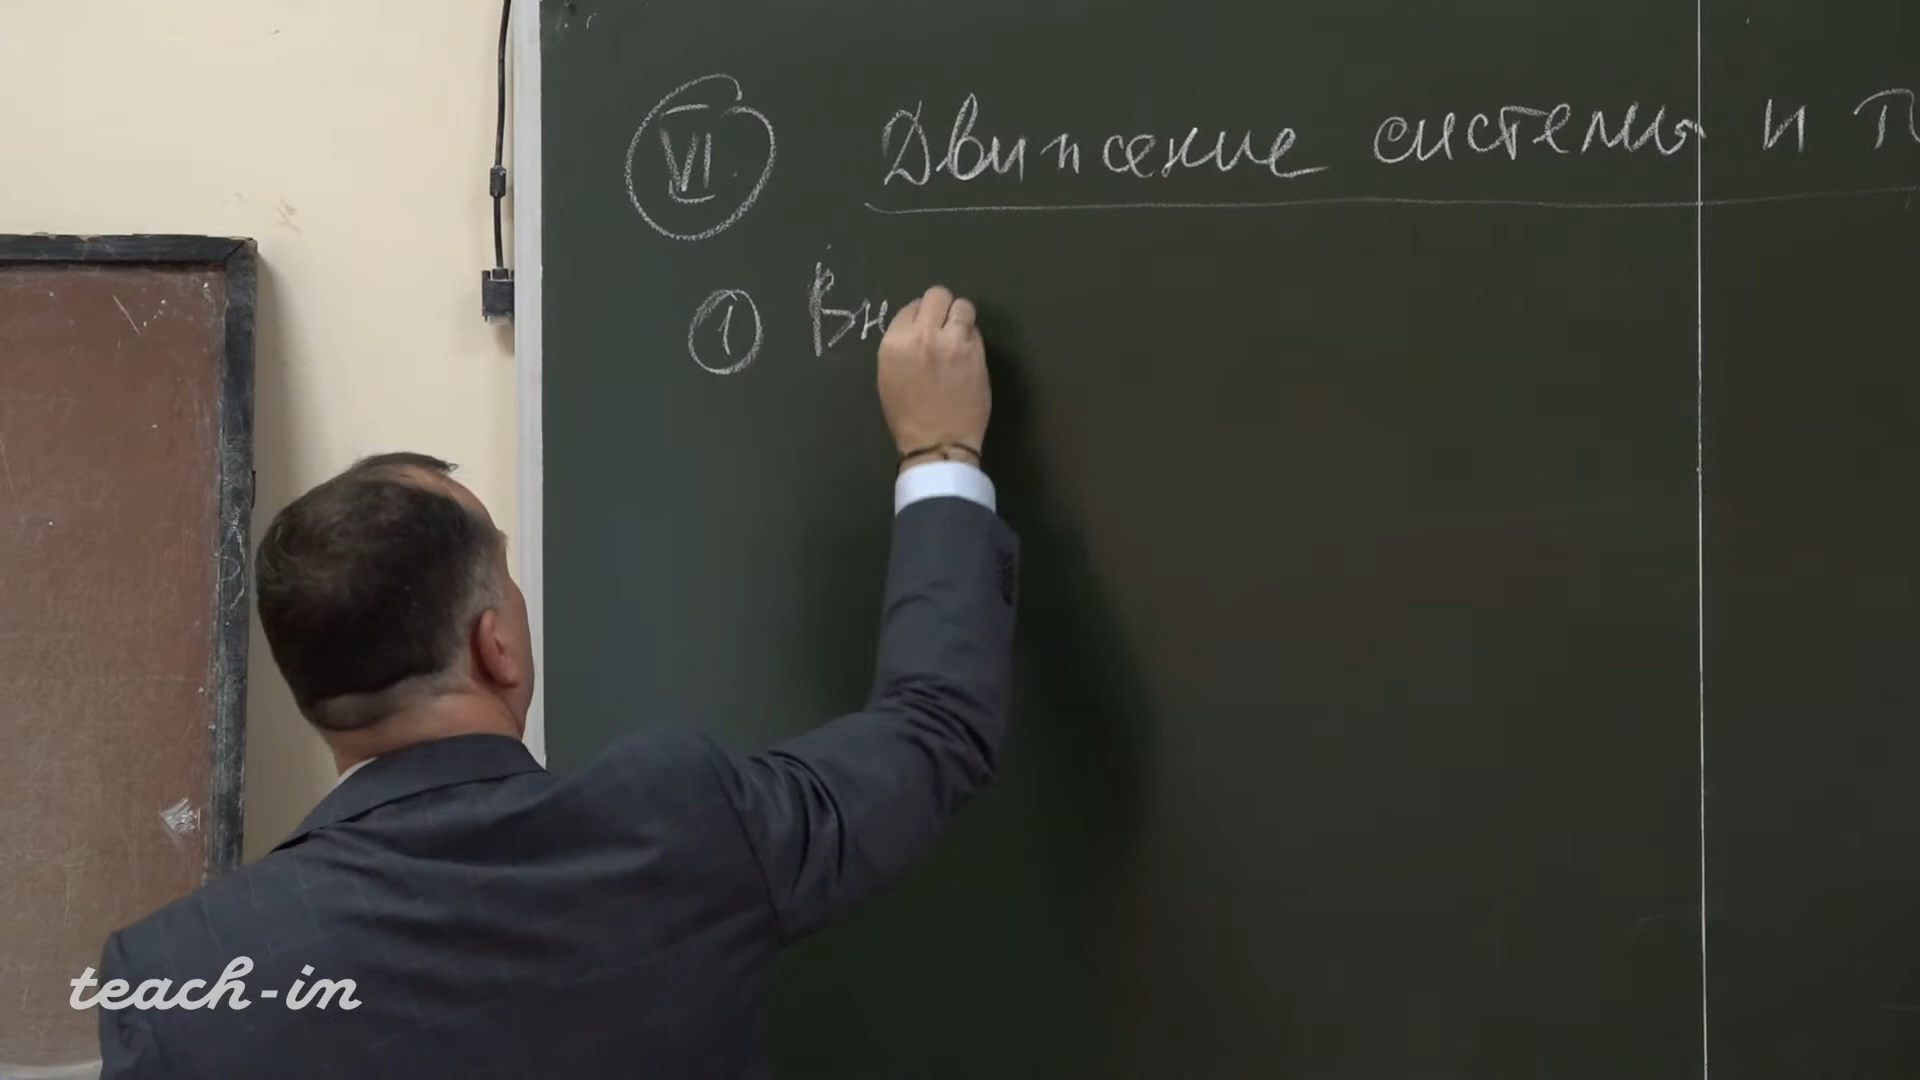 VI. Движение системы и
1 Вн
teach-in